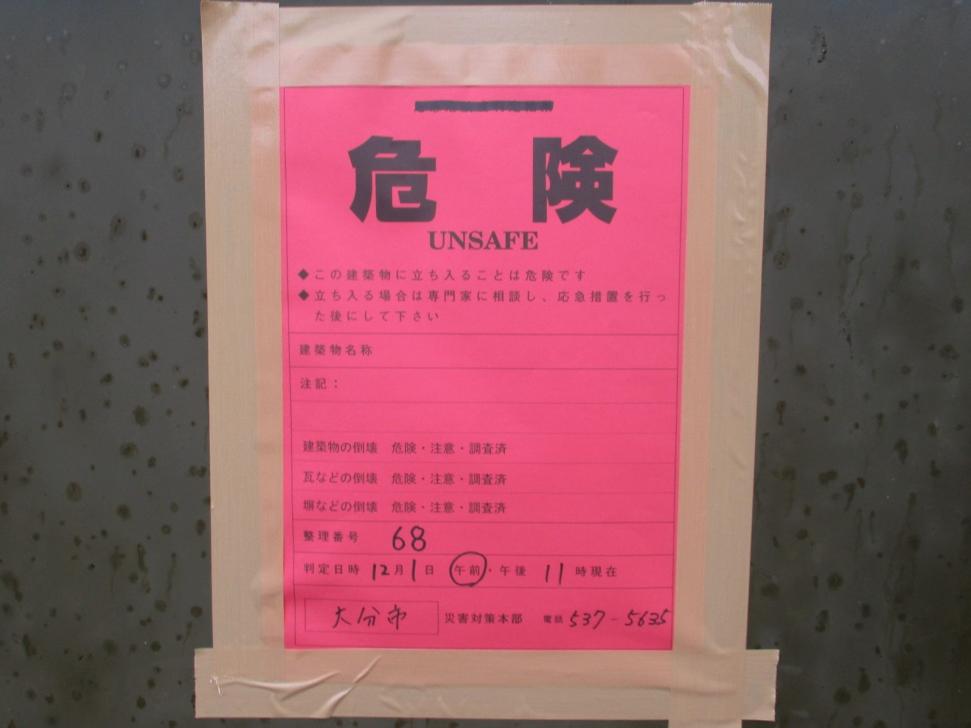 危険
UNSAFE
◆この建築物に立ち入ることは危険です
◆立ち入る場合は専門家に相談し、応急措置を行っ
た後にして下さい
建築物名称
注記：
建築物の倒壊 危険・注意・調査済
瓦などの倒壊 危険・注意・調査済
塀などの倒壊 危険・注意・調査済
整理番号 68
判定日時 12月1日 午前・午後 11時現在
大分市 災害対策本部 電話 537-5635